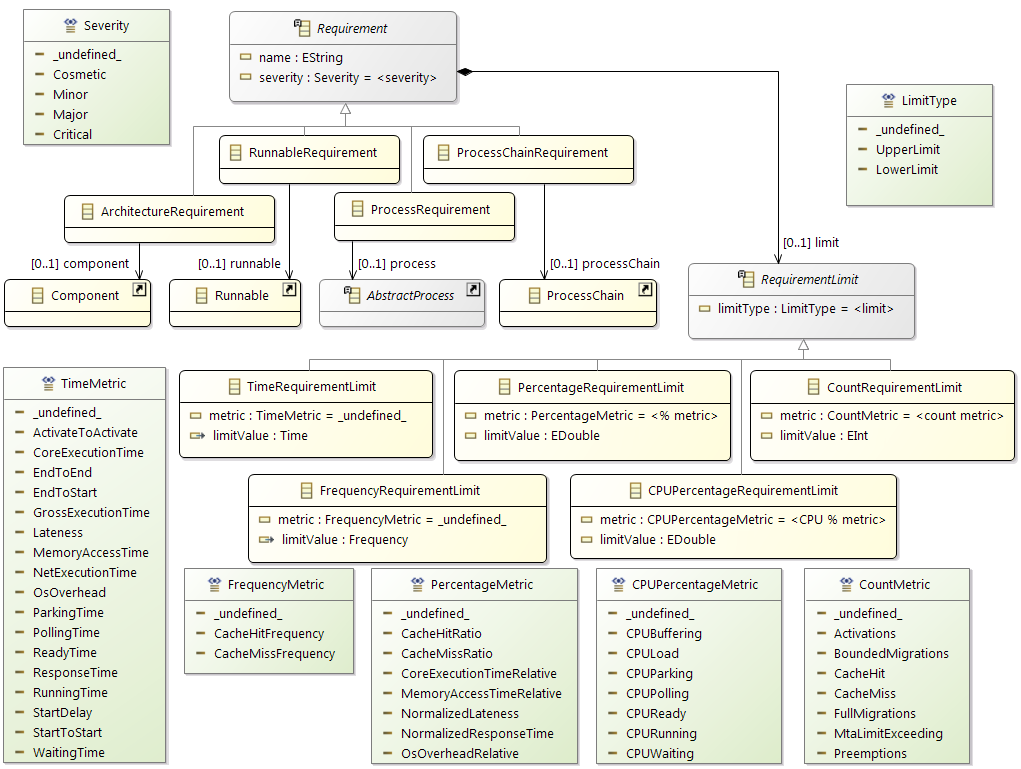 Severity
_undefined_
Cosmetic
Minor
Major
Critical
Requirement
name : EString
severity : Severity = <severity>
LimitType
_undefined_
UpperLimit
LowerLimit
RunnableRequirement
ProcessChainRequirement
ArchitectureRequirement
ProcessRequirement
[0..1] limit
[0..1] component
[0..1] runnable
[0..1] process
[0..1] processChain
Component
Runnable
AbstractProcess
ProcessChain
RequirementLimit
limitType : LimitType = <limit>
TimeMetric
_undefined_
ActivateToActivate
CoreExecutionTime
EndToEnd
EndToStart
GrossExecutionTime
Lateness
MemoryAccessTime
NetExecutionTime
OsOverhead
ParkingTime
PollingTime
ReadyTime
ResponseTime
RunningTime
StartDelay
StartToStart
WaitingTime
TimeRequirementLimit
metric : TimeMetric = _undefined_
limitValue : Time
PercentageRequirementLimit
metric : PercentageMetric = <% metric>
limitValue : EDouble
CountRequirementLimit
metric : CountMetric = <count metric>
limitValue : EInt
FrequencyRequirementLimit
metric : FrequencyMetric = _undefined_
limitValue : Frequency
CPUPercentageRequirementLimit
metric : CPUPercentageMetric = <CPU % metric>
limitValue : EDouble
FrequencyMetric
_undefined_
CacheHitFrequency
CacheMissFrequency
PercentageMetric
_undefined_
CacheHitRatio
CacheMissRatio
CoreExecutionTimeRelative
MemoryAccessTimeRelative
NormalizedLateness
NormalizedResponseTime
OsOverheadRelative
CPUPercentageMetric
_undefined_
CPUBuffering
CPULoad
CPUParking
CPUPolling
CPUReady
CPURunning
CPUWaiting
CountMetric
_undefined_
Activations
BoundedMigrations
CacheHit
CacheMiss
FullMigrations
MtaLimitExceeding
Preemptions